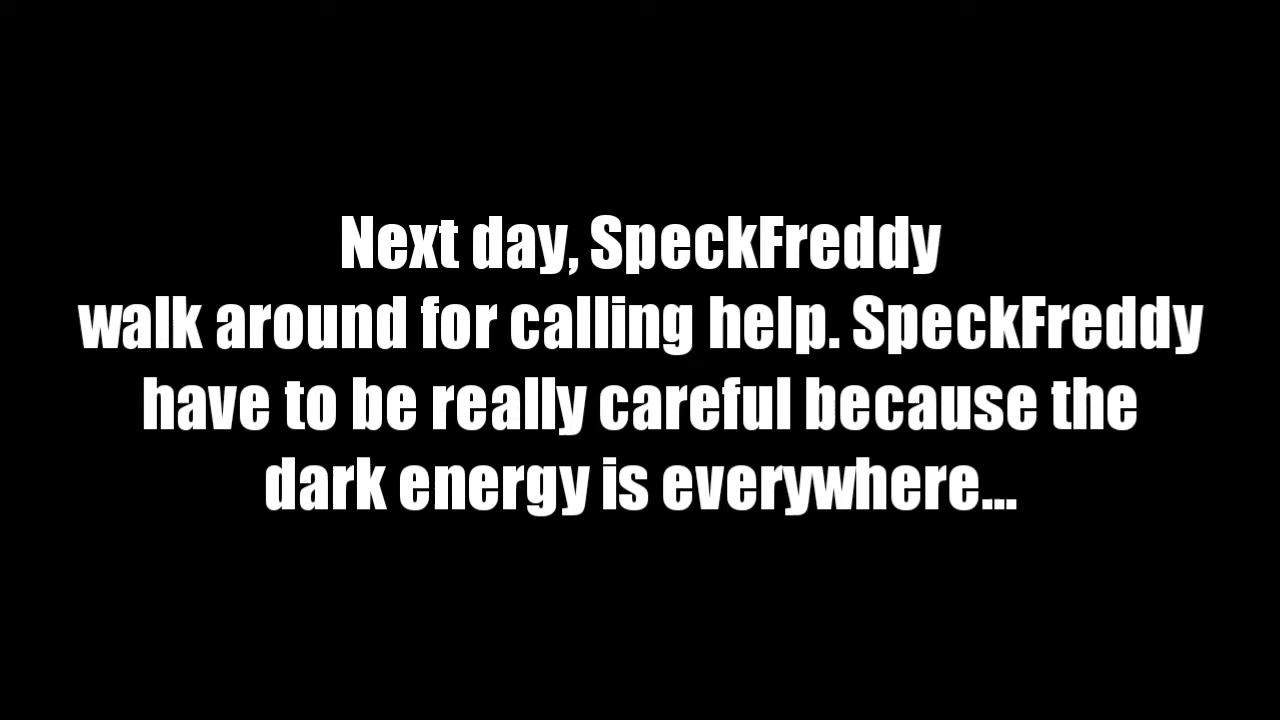 Next day, SpeckFreddy
walk around for calling help. SpeckFreddy
have to be really careful because the
dark energy is everywhere...